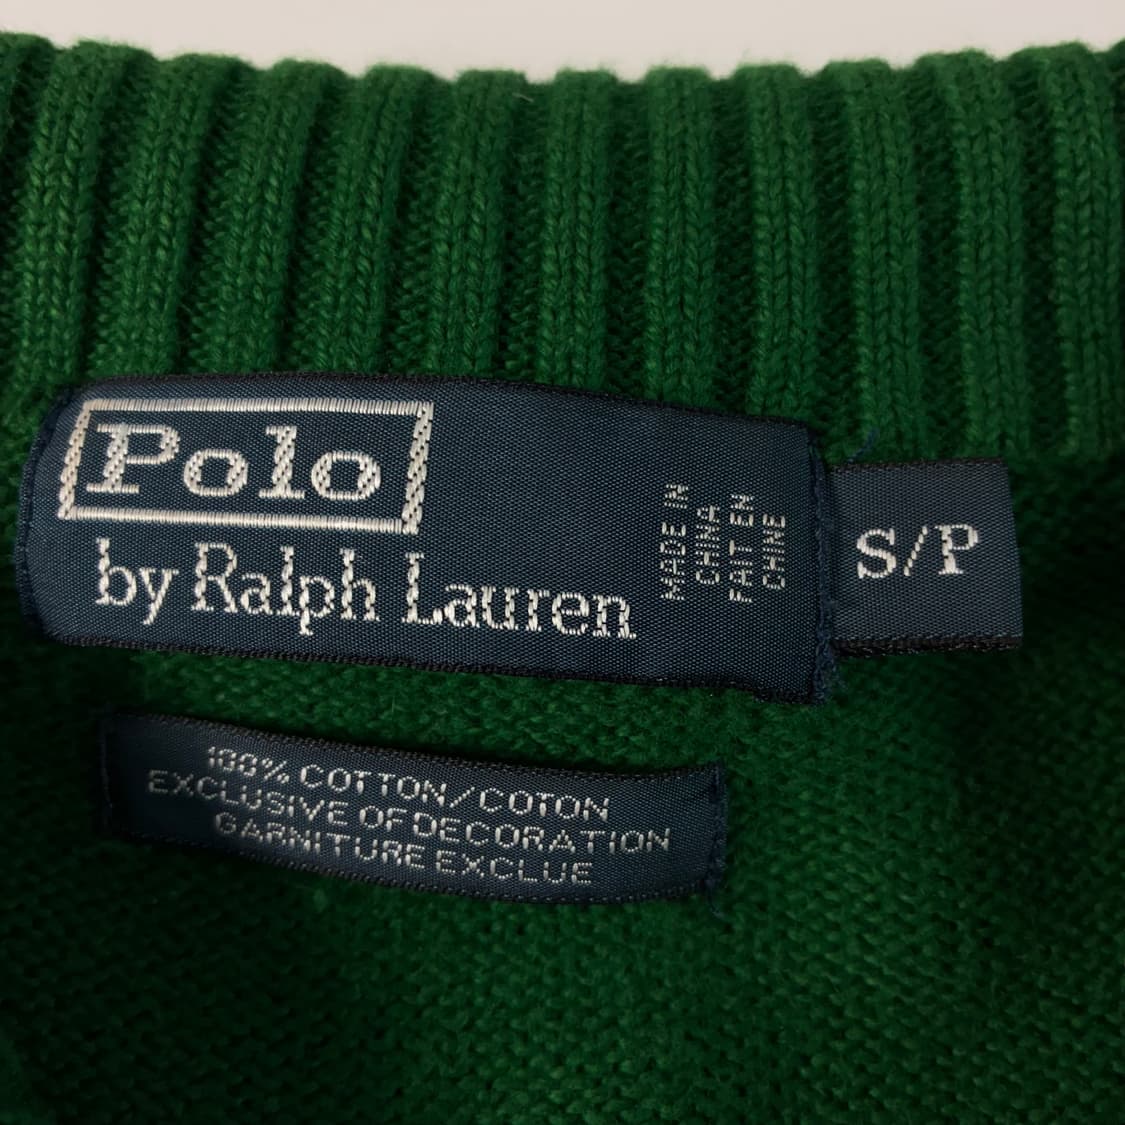 Polo
by Ralph Lauren
MADE IN
CHINA
FAIT EN
CHINE
S/P
100% COTTON/COTON
EXCLUSIVE OF DECORATION
GARNITURE EXCLUE